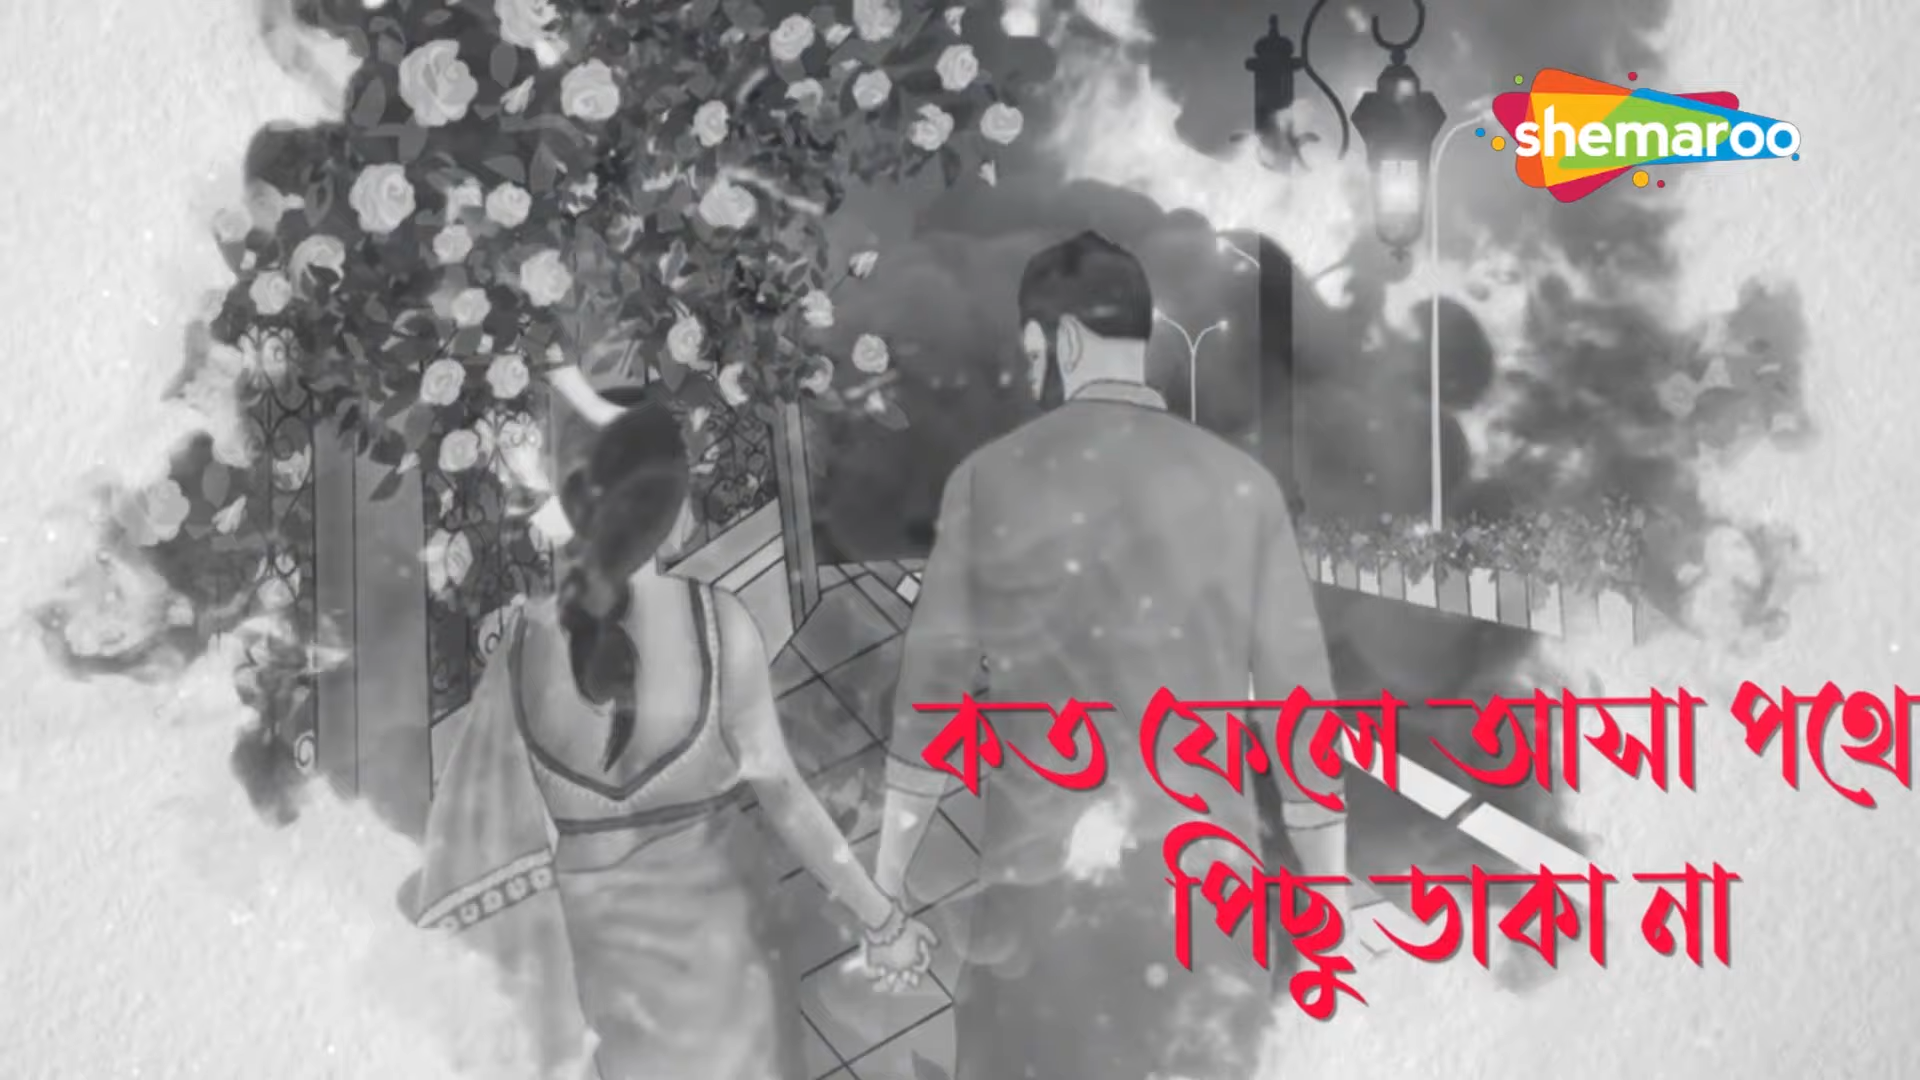 shemaroo
কত ফেলে আসা পথে
পিছু ডাকা না